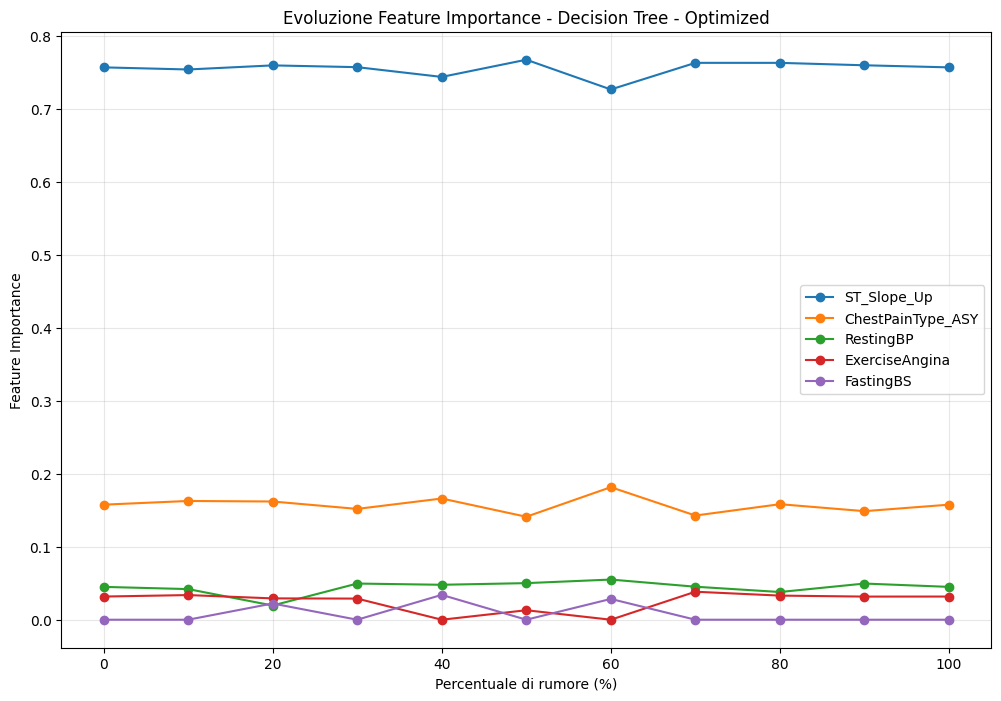 Evoluzione Feature Importance - Decision Tree - Optimized
Feature Importance
0.8
0.7
0.6
0.5
0.4
0.3
0.2
0.1
0.0
ST_Slope_Up
ChestPainType_ASY
RestingBP
ExerciseAngina
FastingBS
0
20
40
60
80
100
Percentuale di rumore (%)